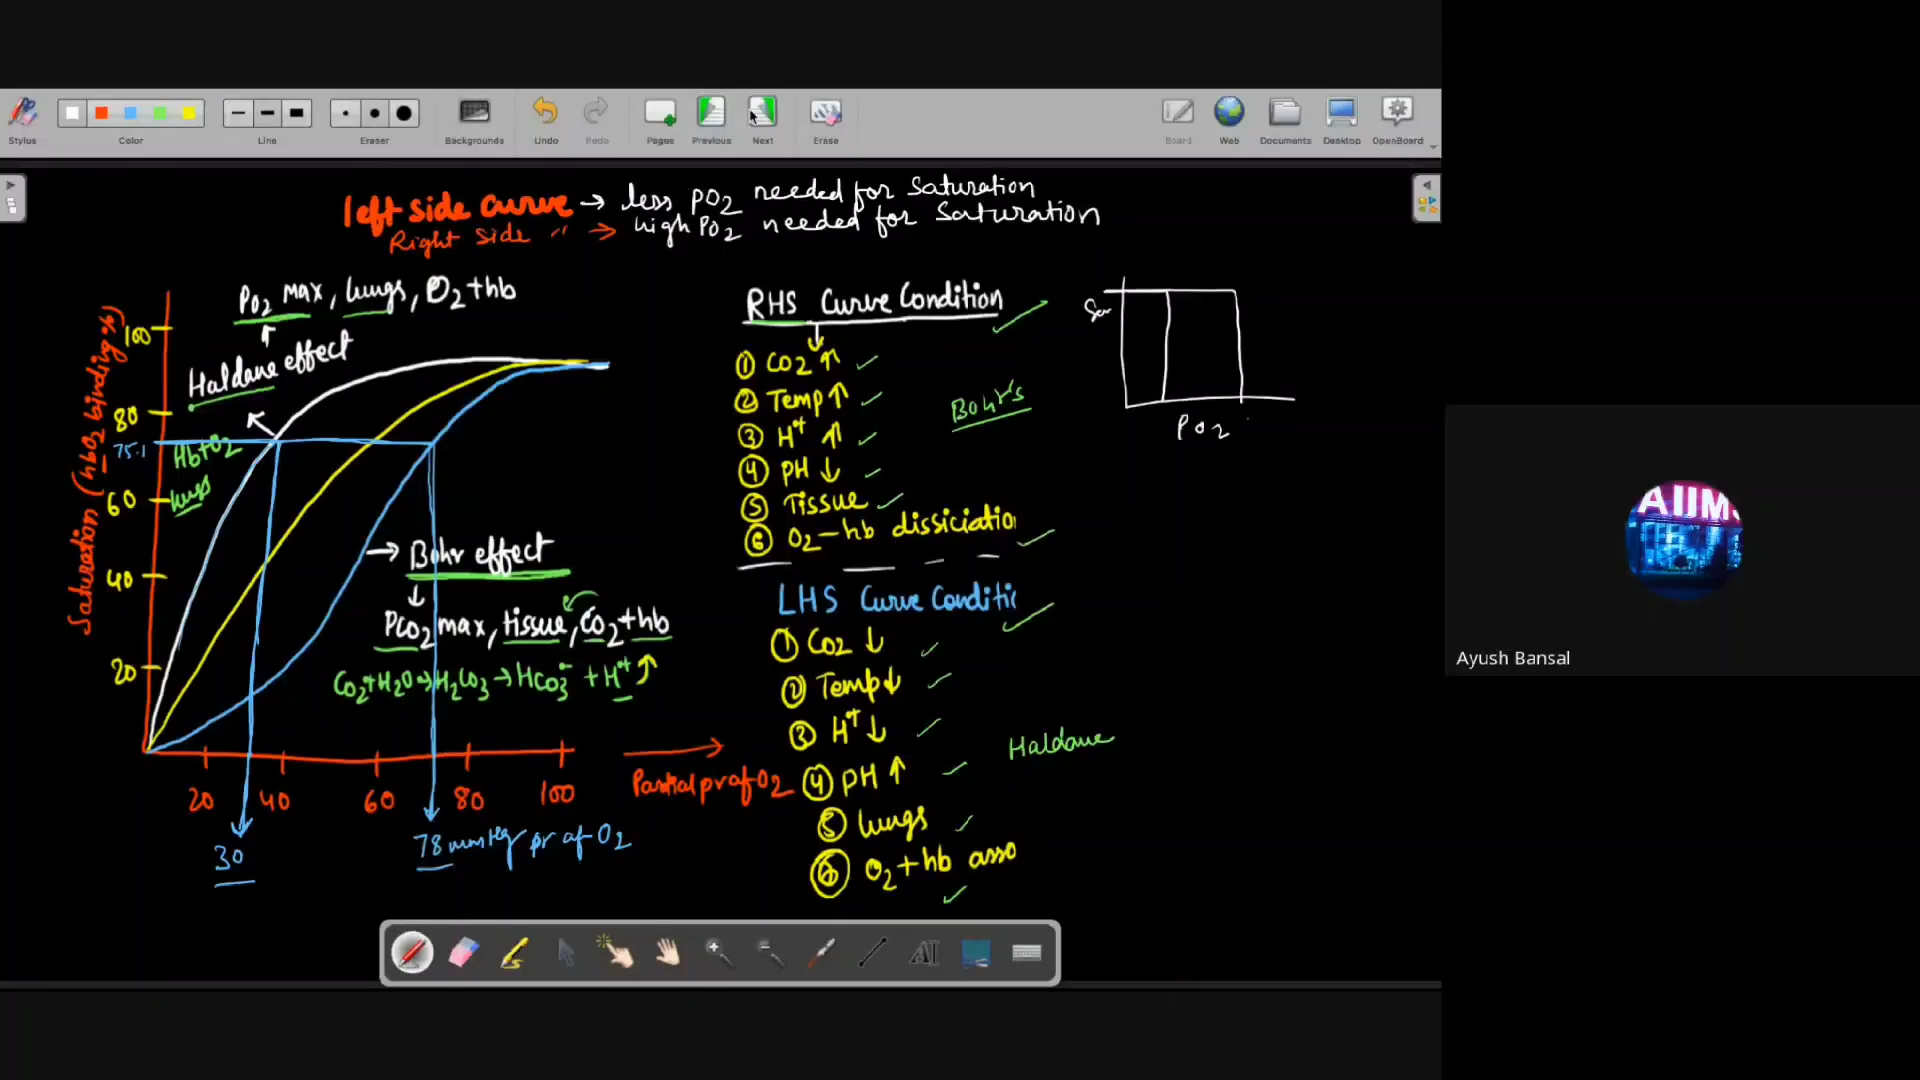 Stylus
Color
Line
Eraser
Backgrounds
Undo
Redo
Pages
Previous
Next
Erase
Board
Web
Documents
Desktop
OpenBoard
left side curve → less pO2 needed for Saturation
Right side " → high PO2 needed for Saturation
PO2 max, lungs, O2+hb
Haldane effect
Saturation (hbO2 binding %)
100
80
75.1
60
40
20
Hb+O2
lungs
→ Bohr effect
↓
PCO2 max, tissue, CO2+hb
CO2+H2O→H2CO3→HCO3- + H+ ↑
20 40 60 80 100
Partial pr of O2
30
78 mmHg pr of O2
RHS Curve Condition
① CO2 ↑
② Temp ↑
③ H+ ↑
④ PH ↓
⑤ Tissue
⑥ O2-hb dissiciation
Bohr's
LHS Curve Conditi
① CO2 ↓
② Temp ↓
③ H+ ↓
④ PH ↑
⑤ lungs
⑥ O2+hb asso
Haldane
PO2
AIIMS
Ayush Bansal
AI